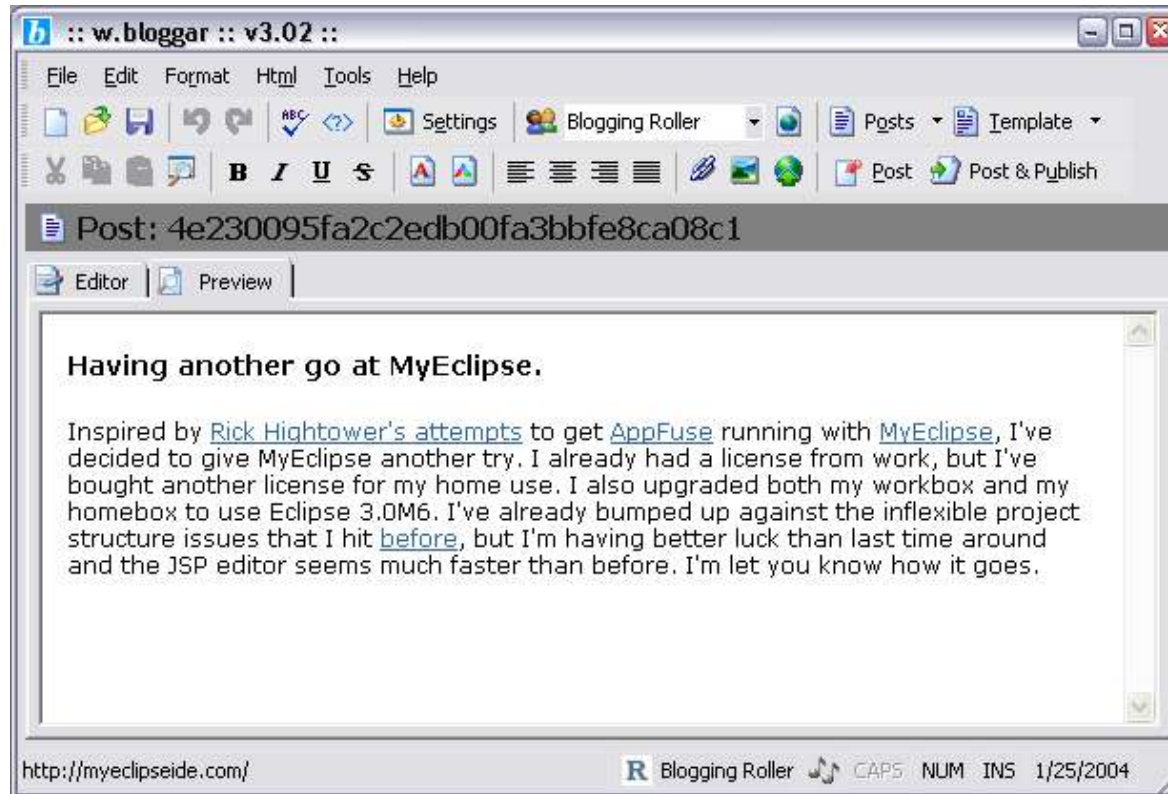 b :: w.bloggar :: v3.02 ::
File Edit Format Html Tools Help
ABC <?> Settings Blogging Roller Posts Template
B I U S A A Post Post & Publish
Post: 4e230095fa2c2edb00fa3bbfe8ca08c1
Editor Preview
Having another go at MyEclipse.
Inspired by Rick Hightower's attempts to get AppFuse running with MyEclipse, I've
decided to give MyEclipse another try. I already had a license from work, but I've
bought another license for my home use. I also upgraded both my workbox and my
homebox to use Eclipse 3.0M6. I've already bumped up against the inflexible project
structure issues that I hit before, but I'm having better luck than last time around
and the JSP editor seems much faster than before. I'm let you know how it goes.
http://myeclipseide.com/ R Blogging Roller CAPS NUM INS 1/25/2004